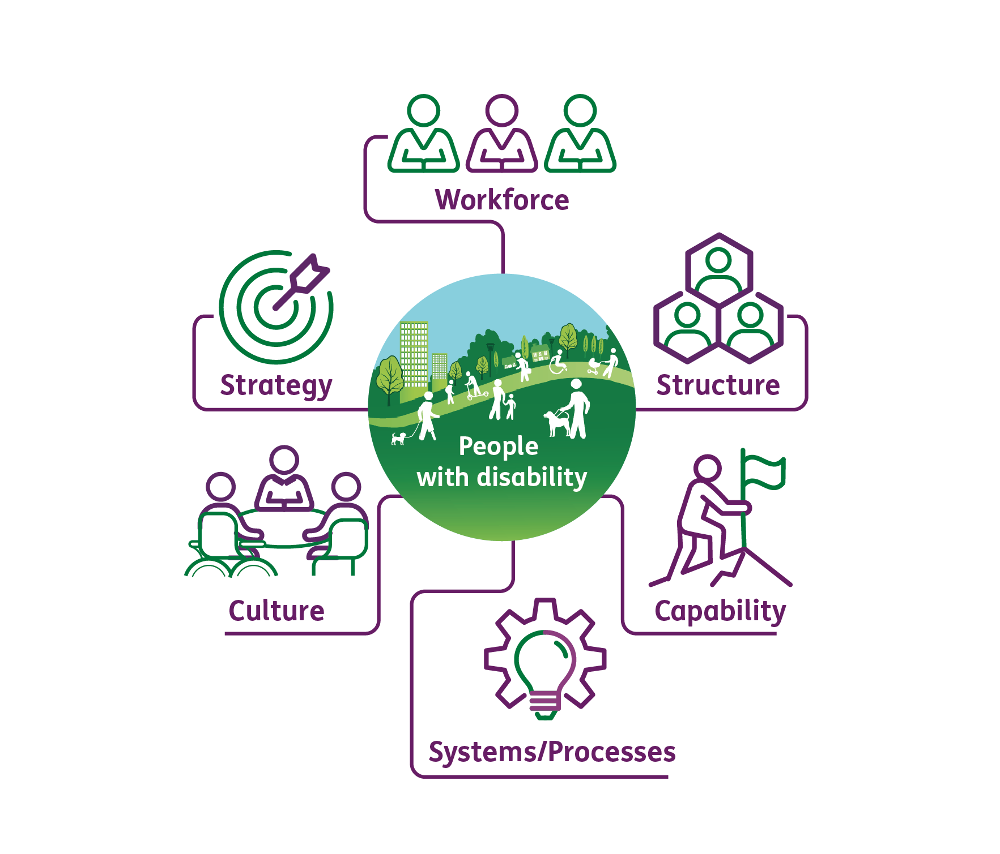 Workforce
Strategy
Structure
People
with disability
Culture
Capability
Systems/Processes